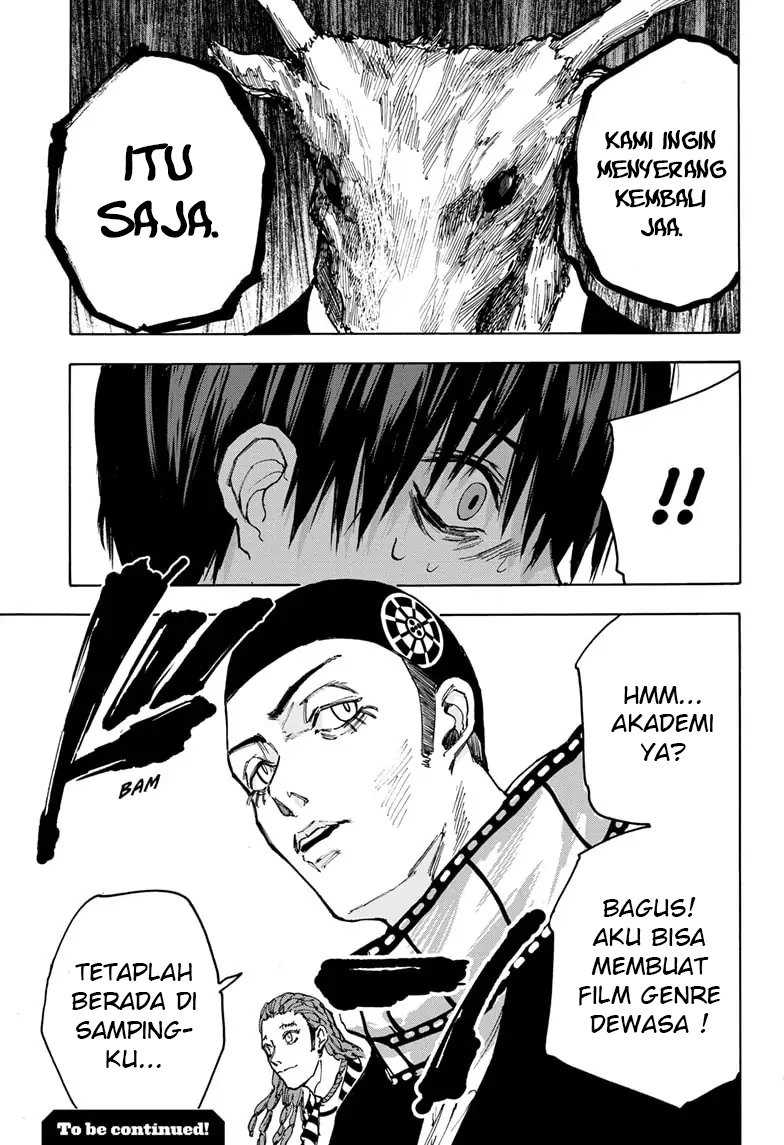 KAMI INGIN
MENYERANG
KEMBALI
JAA.
ITU
SAJA.
!!
HMM...
AKADEMI
YA?
BAM
BAGUS!
AKU BISA
MEMBUAT
FILM GENRE
DEWASA !
TETAPLAH
BERADA DI
SAMPING-
KU...
To be continued!